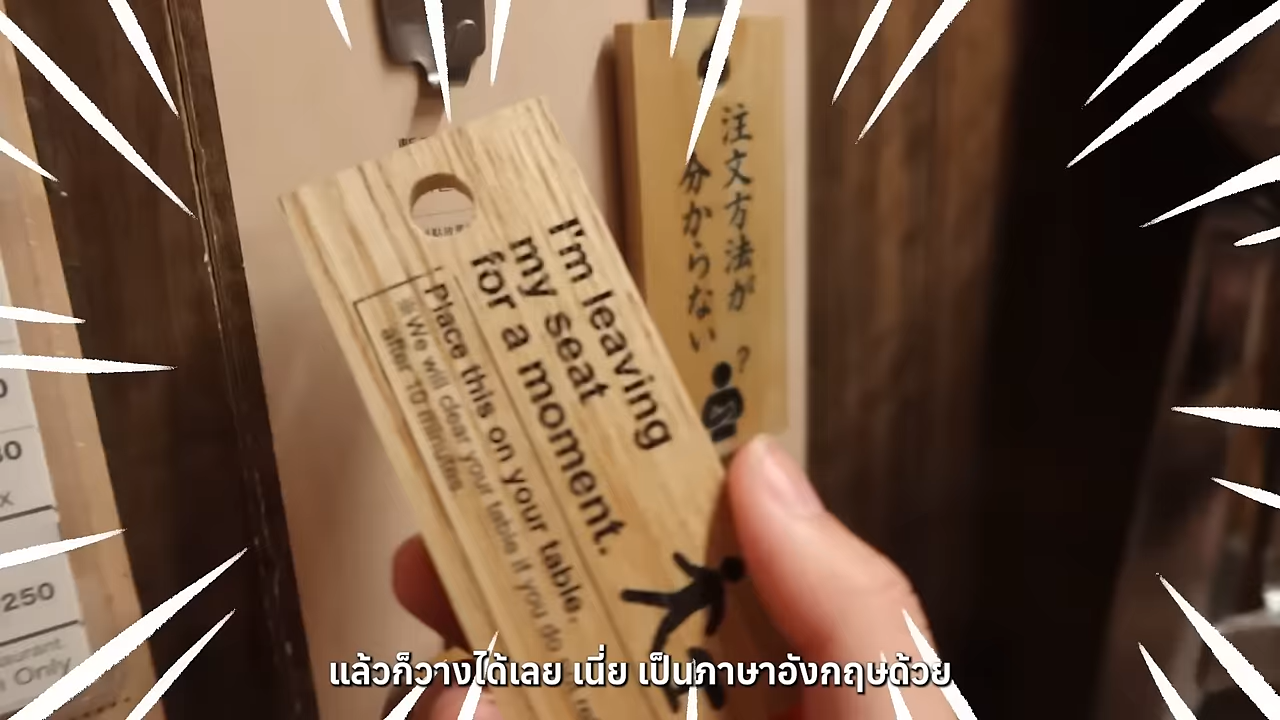 I'm leaving
my seat
for a moment.
Place this on your table.
※We will clear your table if you do
after 10 minutes.
注文方法が
分からない
?
250
Only
แล้วก็วางได้เลย เนี่ย เป็นภาษาอังกฤษด้วย